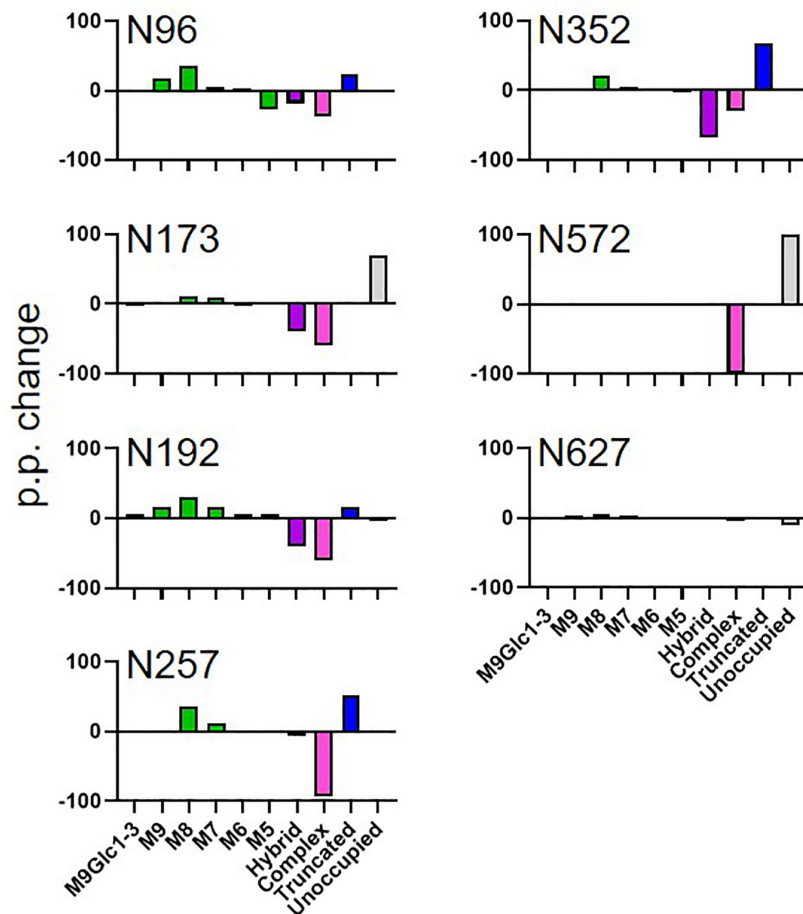 p.p. change
N96
100
0
-100
N173
100
0
-100
N192
100
0
-100
N257
100
0
-100
M9Glc1-3
M9
M8
M7
M6
M5
Hybrid
Complex
Truncated
Unoccupied
N352
100
0
-100
N572
100
0
-100
N627
100
0
-100
M9Glc1-3
M9
M8
M7
M6
M5
Hybrid
Complex
Truncated
Unoccupied